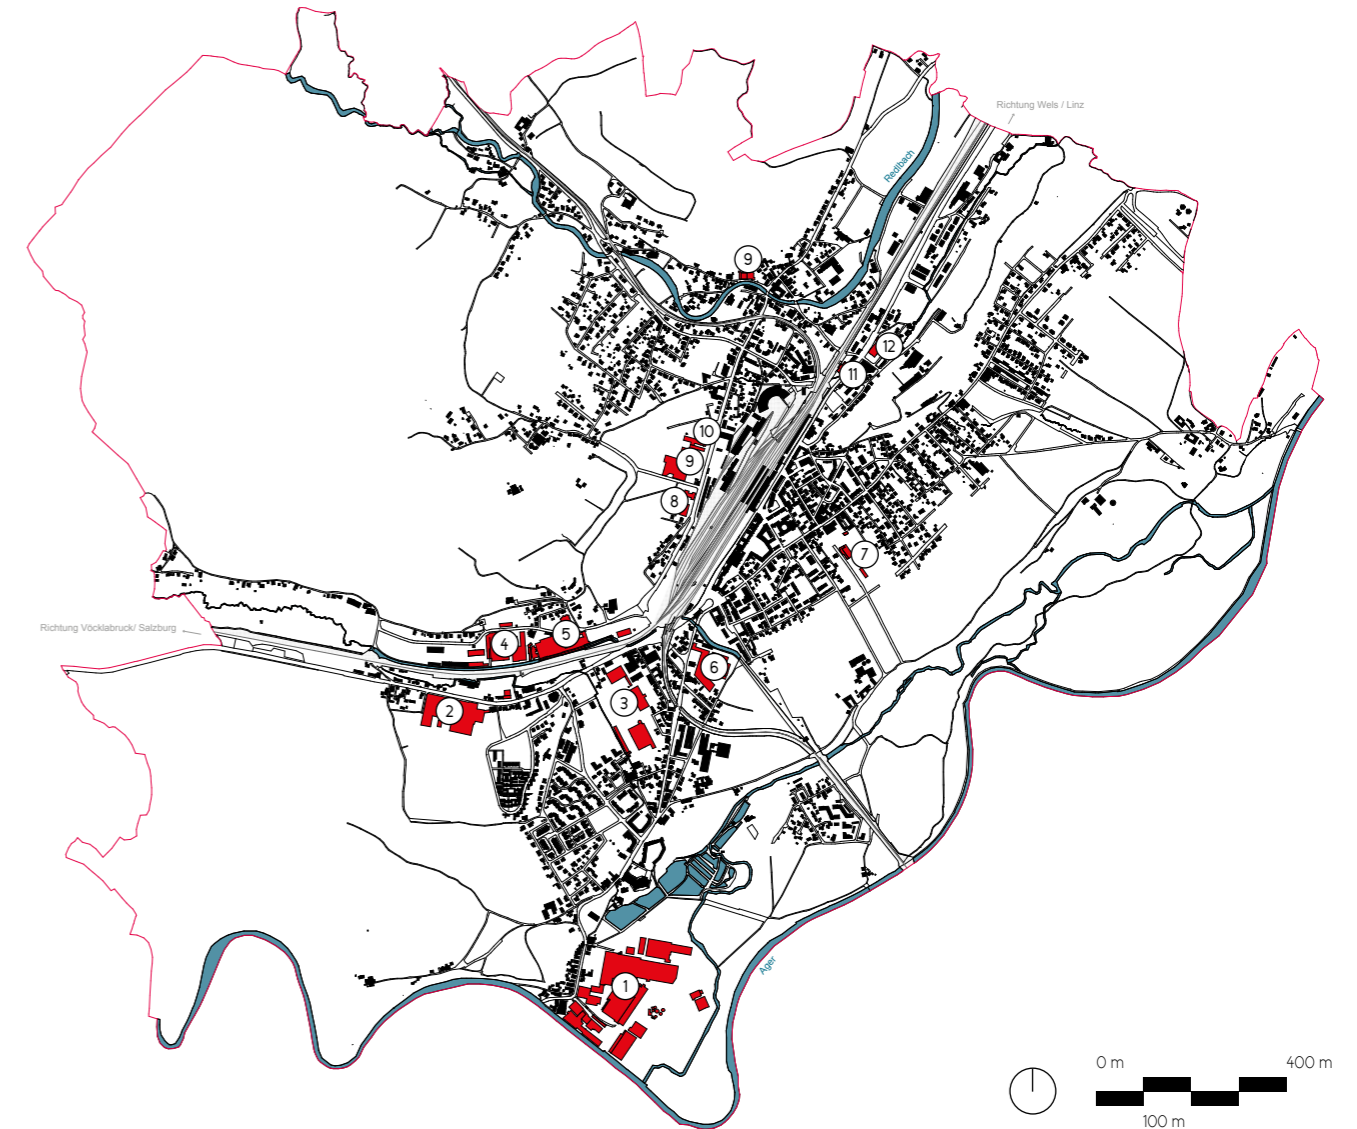 Richtung Wels / Linz
Redlbach
9
12
11
10
9
8
7
Richtung Vöcklabruck/ Salzburg
4
5
6
3
2
Ager
1
0 m
400 m
100 m